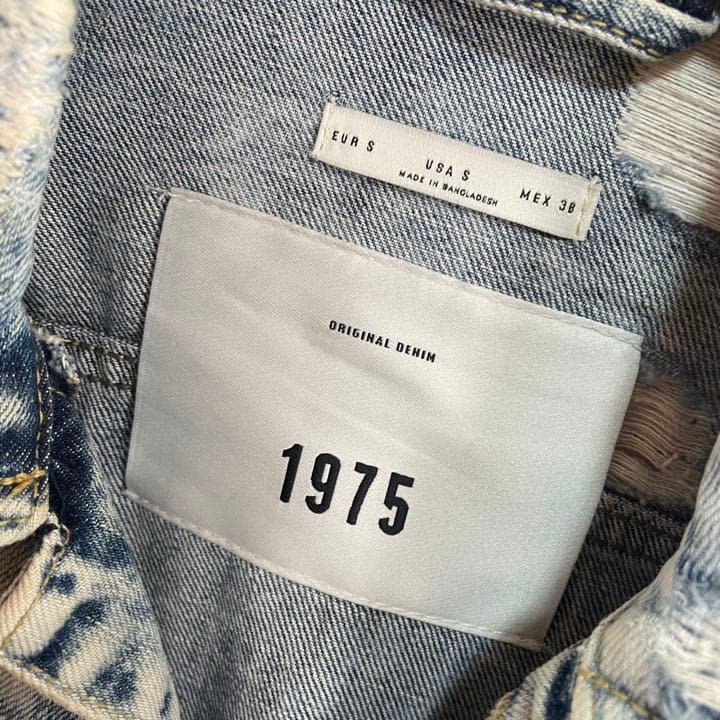 EUR S
USA S
MADE IN BANGLADESH
MEX 38
ORIGINAL DENIM
1975